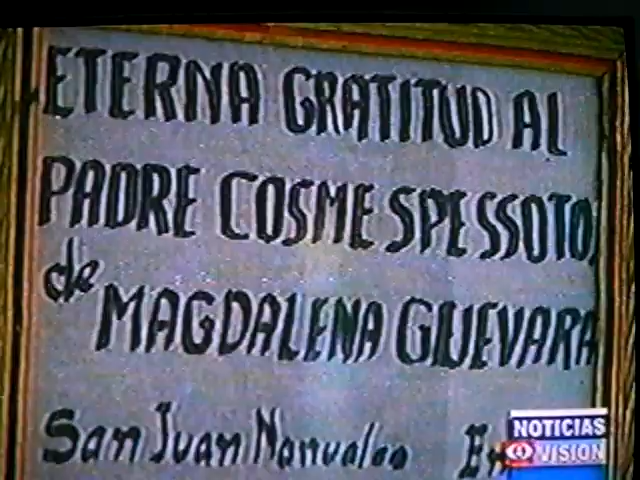 ETERNA GRATITUD AL
PADRE COSME SPESSOTO
de MAGDALENA GUEVARA
San Juan Nonualco
NOTICIAS
VISION